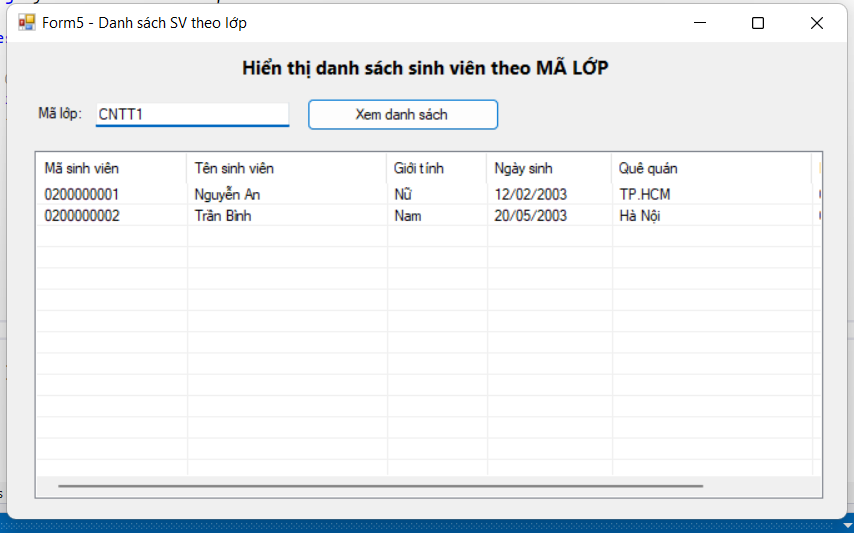 Form5 - Danh sách SV theo lớp
Hiển thị danh sách sinh viên theo MÃ LỚP
Mã lớp: CNTT1 Xem danh sách
Mã sinh viên Tên sinh viên Giới tính Ngày sinh Quê quán
0200000001 Nguyễn An Nữ 12/02/2003 TP.HCM
0200000002 Trần Bình Nam 20/05/2003 Hà Nội